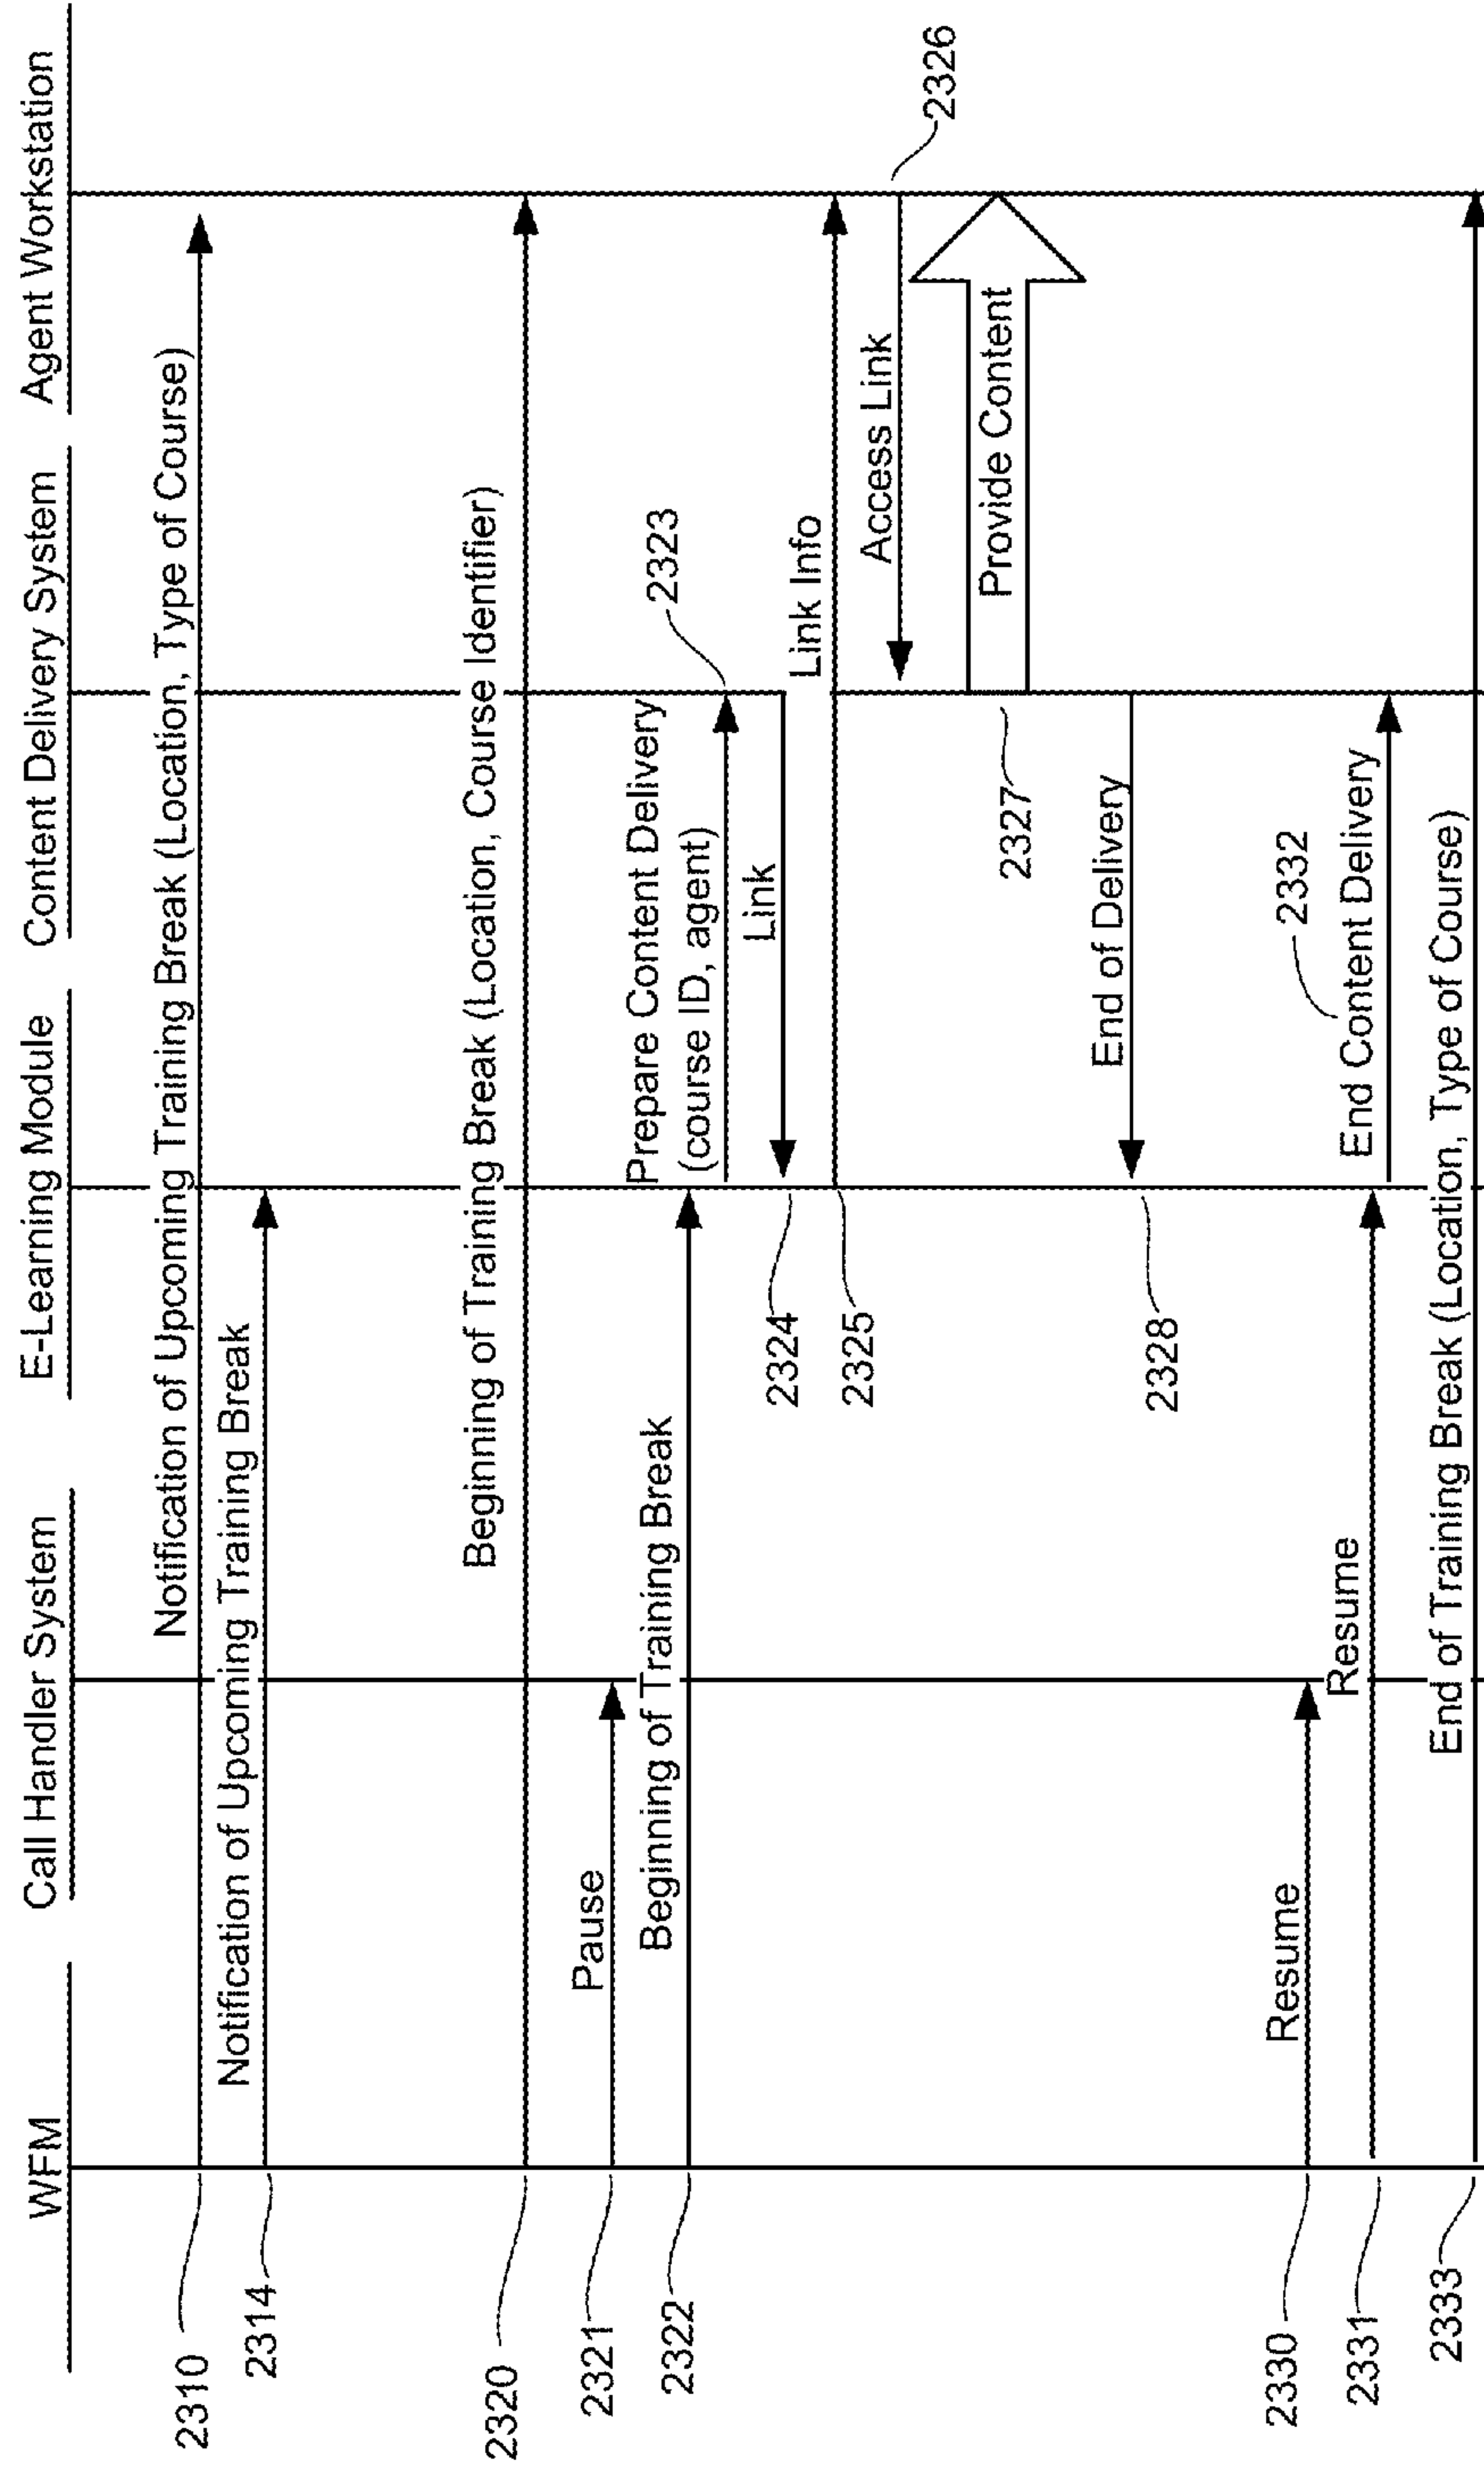 WFM
Call Handler System
E-Learning Module
Content Delivery System
Agent Workstation
2310
Notification of Upcoming Training Break (Location, Type of Course)
2314
Notification of Upcoming Training Break
2320
Beginning of Training Break (Location, Course Identifier)
2321
Pause
2322
Beginning of Training Break
Prepare Content Delivery
(course ID, agent)
2323
Link
2324
Link Info
2325
Access Link
2326
Provide Content
2327
End of Delivery
2328
2330
Resume
2331
Resume
2332
End Content Delivery
2333
End of Training Break (Location, Type of Course)